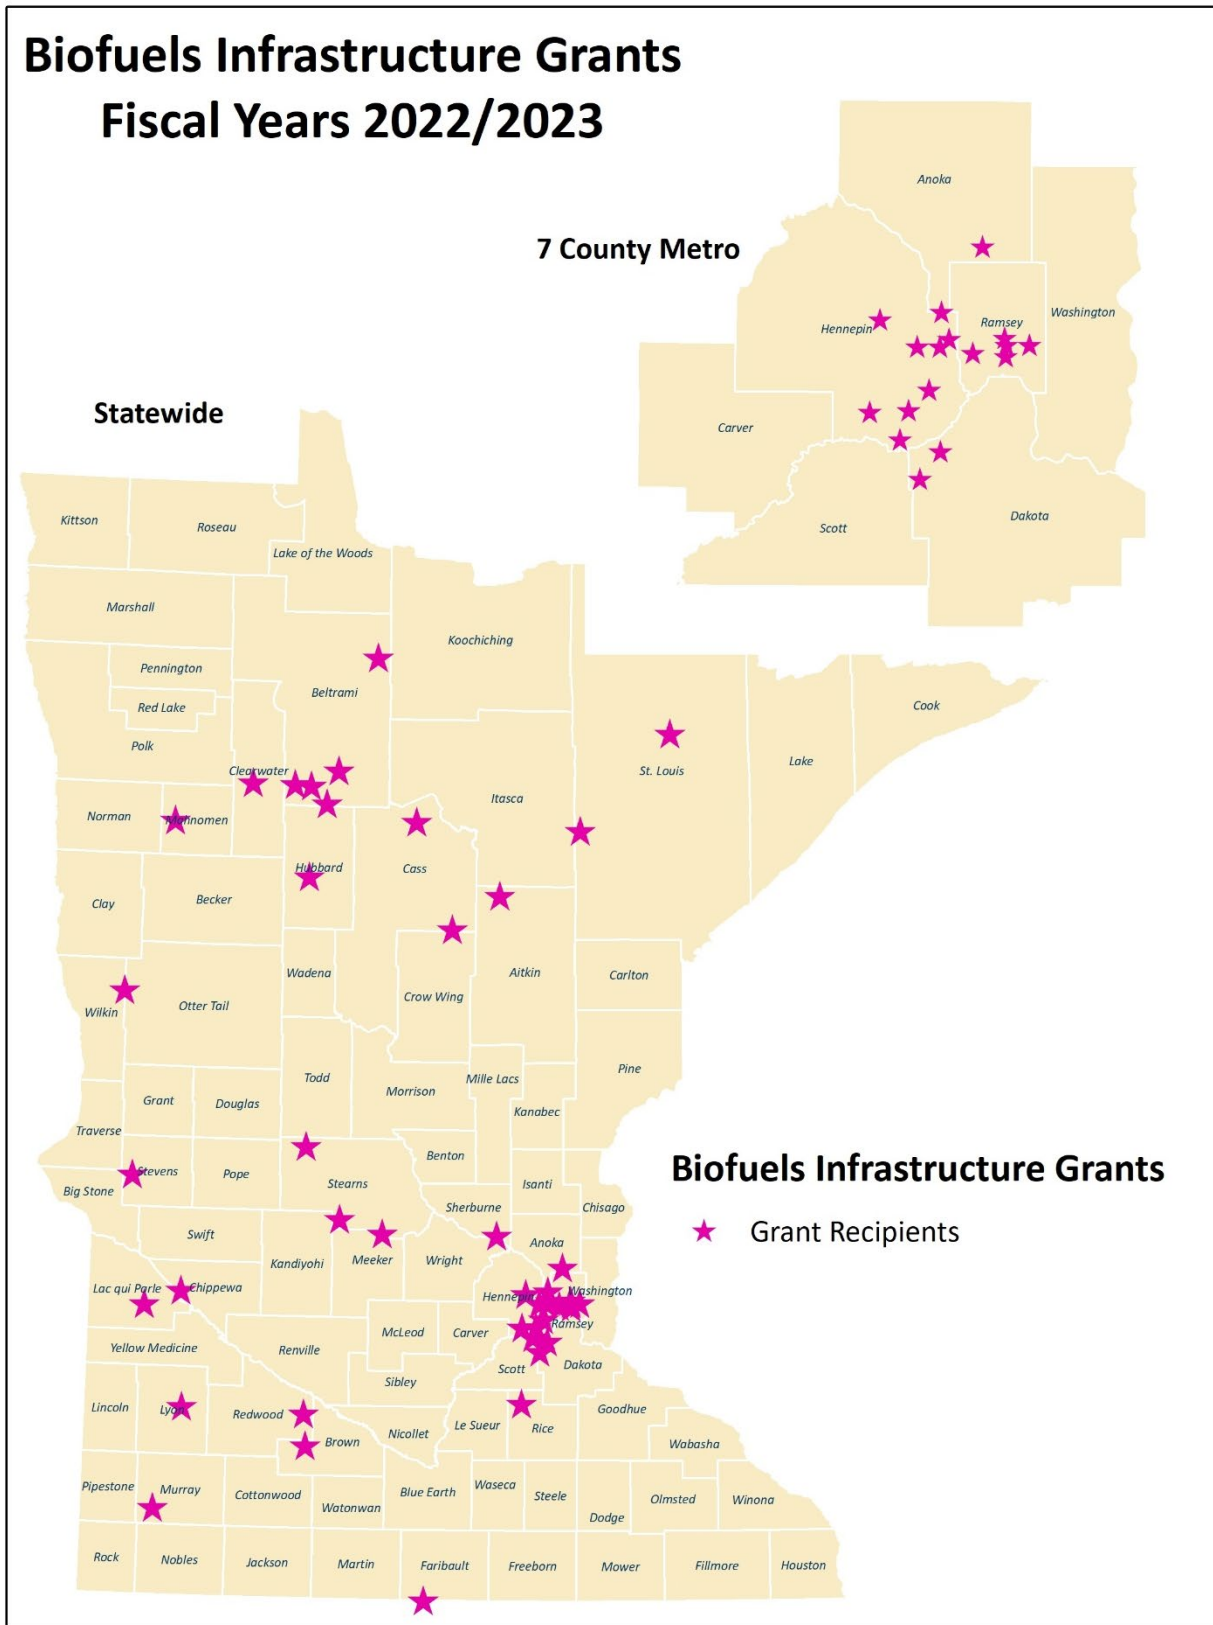 Biofuels Infrastructure Grants
Fiscal Years 2022/2023
7 County Metro
Anoka
Washington
Ramsey
Hennepin
Carver
Scott
Dakota
Statewide
Kittson
Roseau
Lake of the Woods
Marshall
Koochiching
Pennington
Beltrami
Red Lake
Cook
Polk
Clearwater
St. Louis
Lake
Itasca
Norman
Mahnomen
Hubbard
Cass
Becker
Clay
Wadena
Aitkin
Carlton
Crow Wing
Otter Tail
Wilkin
Pine
Todd
Mille Lacs
Morrison
Grant
Douglas
Kanabec
Traverse
Benton
Stevens
Pope
Stearns
Isanti
Big Stone
Sherburne
Chisago
Swift
Anoka
Kandiyohi
Meeker
Wright
Lac qui Parle
Chippewa
Hennepin
Washington
Ramsey
McLeod
Carver
Yellow Medicine
Renville
Scott
Dakota
Sibley
Lincoln
Lyon
Redwood
Goodhue
Le Sueur
Rice
Nicollet
Brown
Wabasha
Pipestone
Murray
Cottonwood
Watonwan
Blue Earth
Waseca
Steele
Dodge
Olmsted
Winona
Rock
Nobles
Jackson
Martin
Faribault
Freeborn
Mower
Fillmore
Houston
Biofuels Infrastructure Grants
Grant Recipients